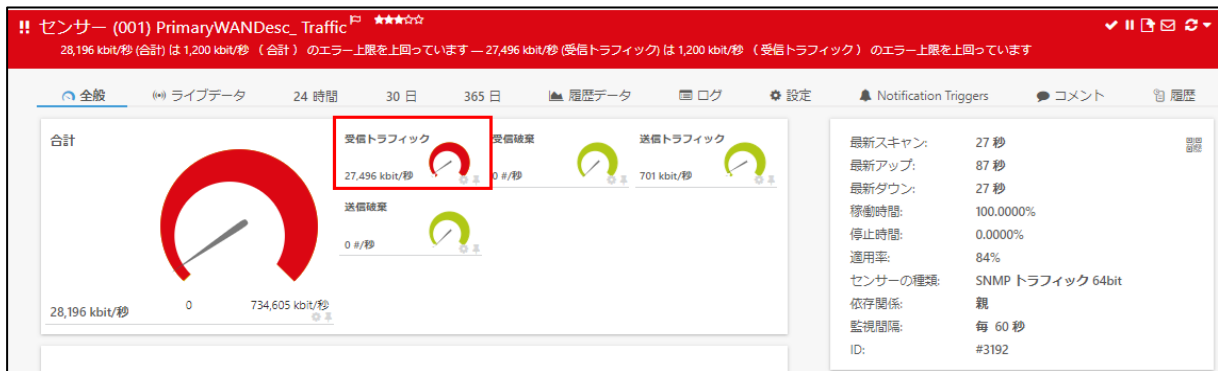 !! センサー (001) PrimaryWANDesc_ Traffic
28,196 kbit/秒 (合計) は 1,200 kbit/秒 （ 合計 ） のエラー上限を上回っています — 27,496 kbit/秒 (受信トラフィック) は 1,200 kbit/秒 （ 受信トラフィック ） のエラー上限を上回っています
全般 ライブデータ 24 時間 30 日 365 日 履歴データ ログ 設定 Notification Triggers コメント 履歴
合計
28,196 kbit/秒
0 734,605 kbit/秒
受信トラフィック
27,496 kbit/秒
受信破棄
0 #/秒
送信トラフィック
701 kbit/秒
送信破棄
0 #/秒
最新スキャン: 27 秒
最新アップ: 87 秒
最新ダウン: 27 秒
稼働時間: 100.0000%
停止時間: 0.0000%
適用率: 84%
センサーの種類: SNMP トラフィック 64bit
依存関係: 親
監視間隔: 毎 60 秒
ID: #3192